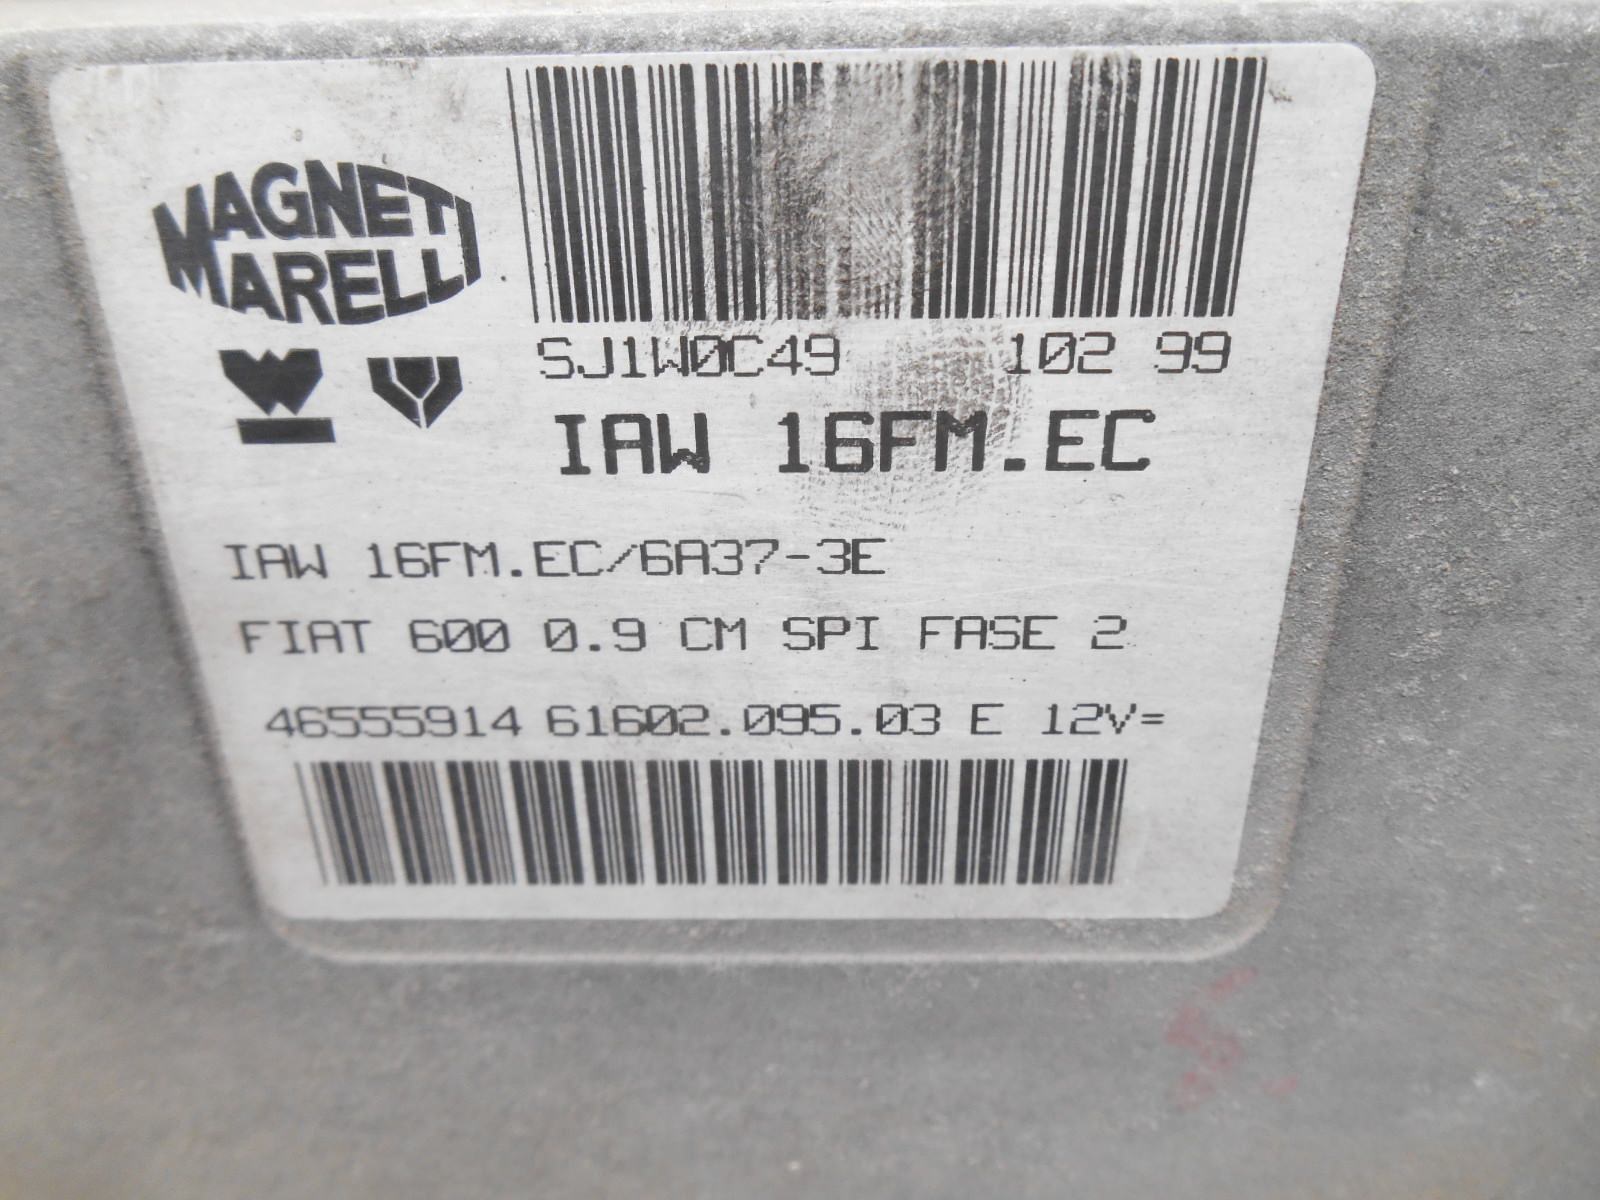 MAGNETI
MARELLI
SJ1W0C49 102 99
IAW 16FM.EC
IAW 16FM.EC/6A37-3E
FIAT 600 0.9 CM SPI FASE 2
46555914 61602.095.03 E 12V=